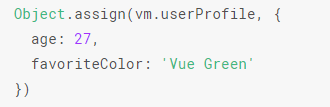 Object.assign(vm.userProfile, {
  age: 27,
  favoriteColor: 'Vue Green'
})